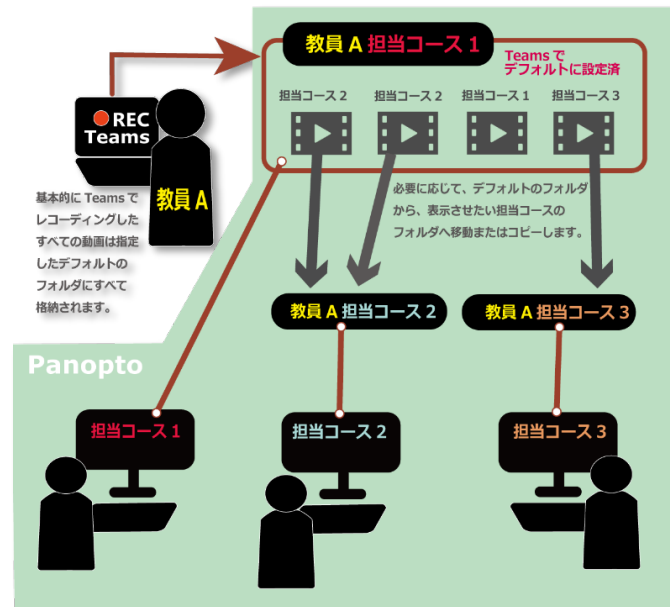 教員 A 担当コース 1
Teamsで
デフォルトに設定済
担当コース 2
担当コース 2
担当コース 1
担当コース 3
REC
Teams
教員 A
基本的に Teams で
レコーディングした
すべての動画は指定
したデフォルトの
フォルダにすべて
格納されます。
必要に応じて、デフォルトのフォルダ
から、表示させたい担当コースの
フォルダへ移動またはコピーします。
教員 A 担当コース 2
教員 A 担当コース 3
Panopto
担当コース 1
担当コース 2
担当コース 3